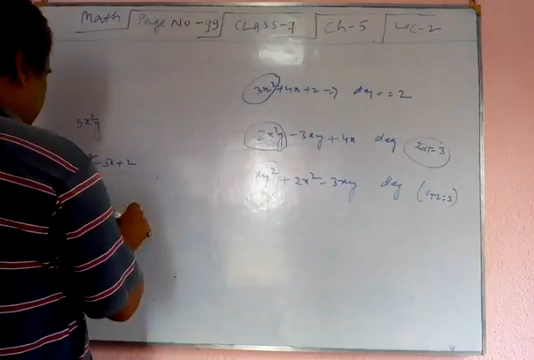 Math Page No-99 CLASS-7 Ch-5 Lec-2
3x²+4x+2 → deg = 2
5x²y
2x²y - 3xy + 4x deg 2+1=3
- 5x + 2
xy² + 2x² - 3xy deg (1+2=3)